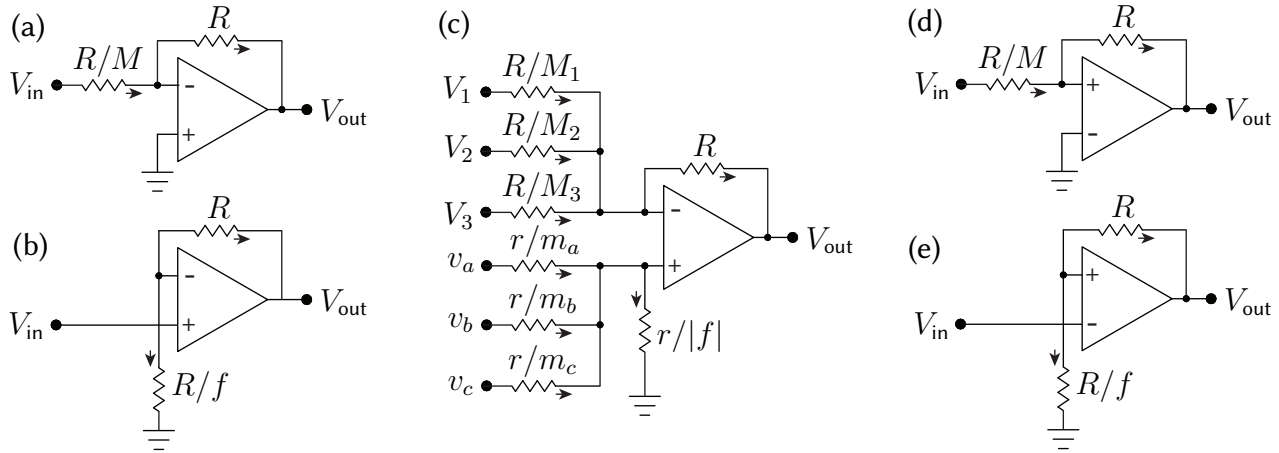 (a)
R
R/M
V_in
-
+
V_out
(b)
R
-
V_in
+
V_out
R/f
(c)
R/M_1
V_1
R/M_2
V_2
R
R/M_3
V_3
-
r/m_a
V_out
v_a
+
r/m_b
v_b
r/|f|
r/m_c
v_c
(d)
R
R/M
V_in
+
-
V_out
(e)
R
+
V_in
-
V_out
R/f